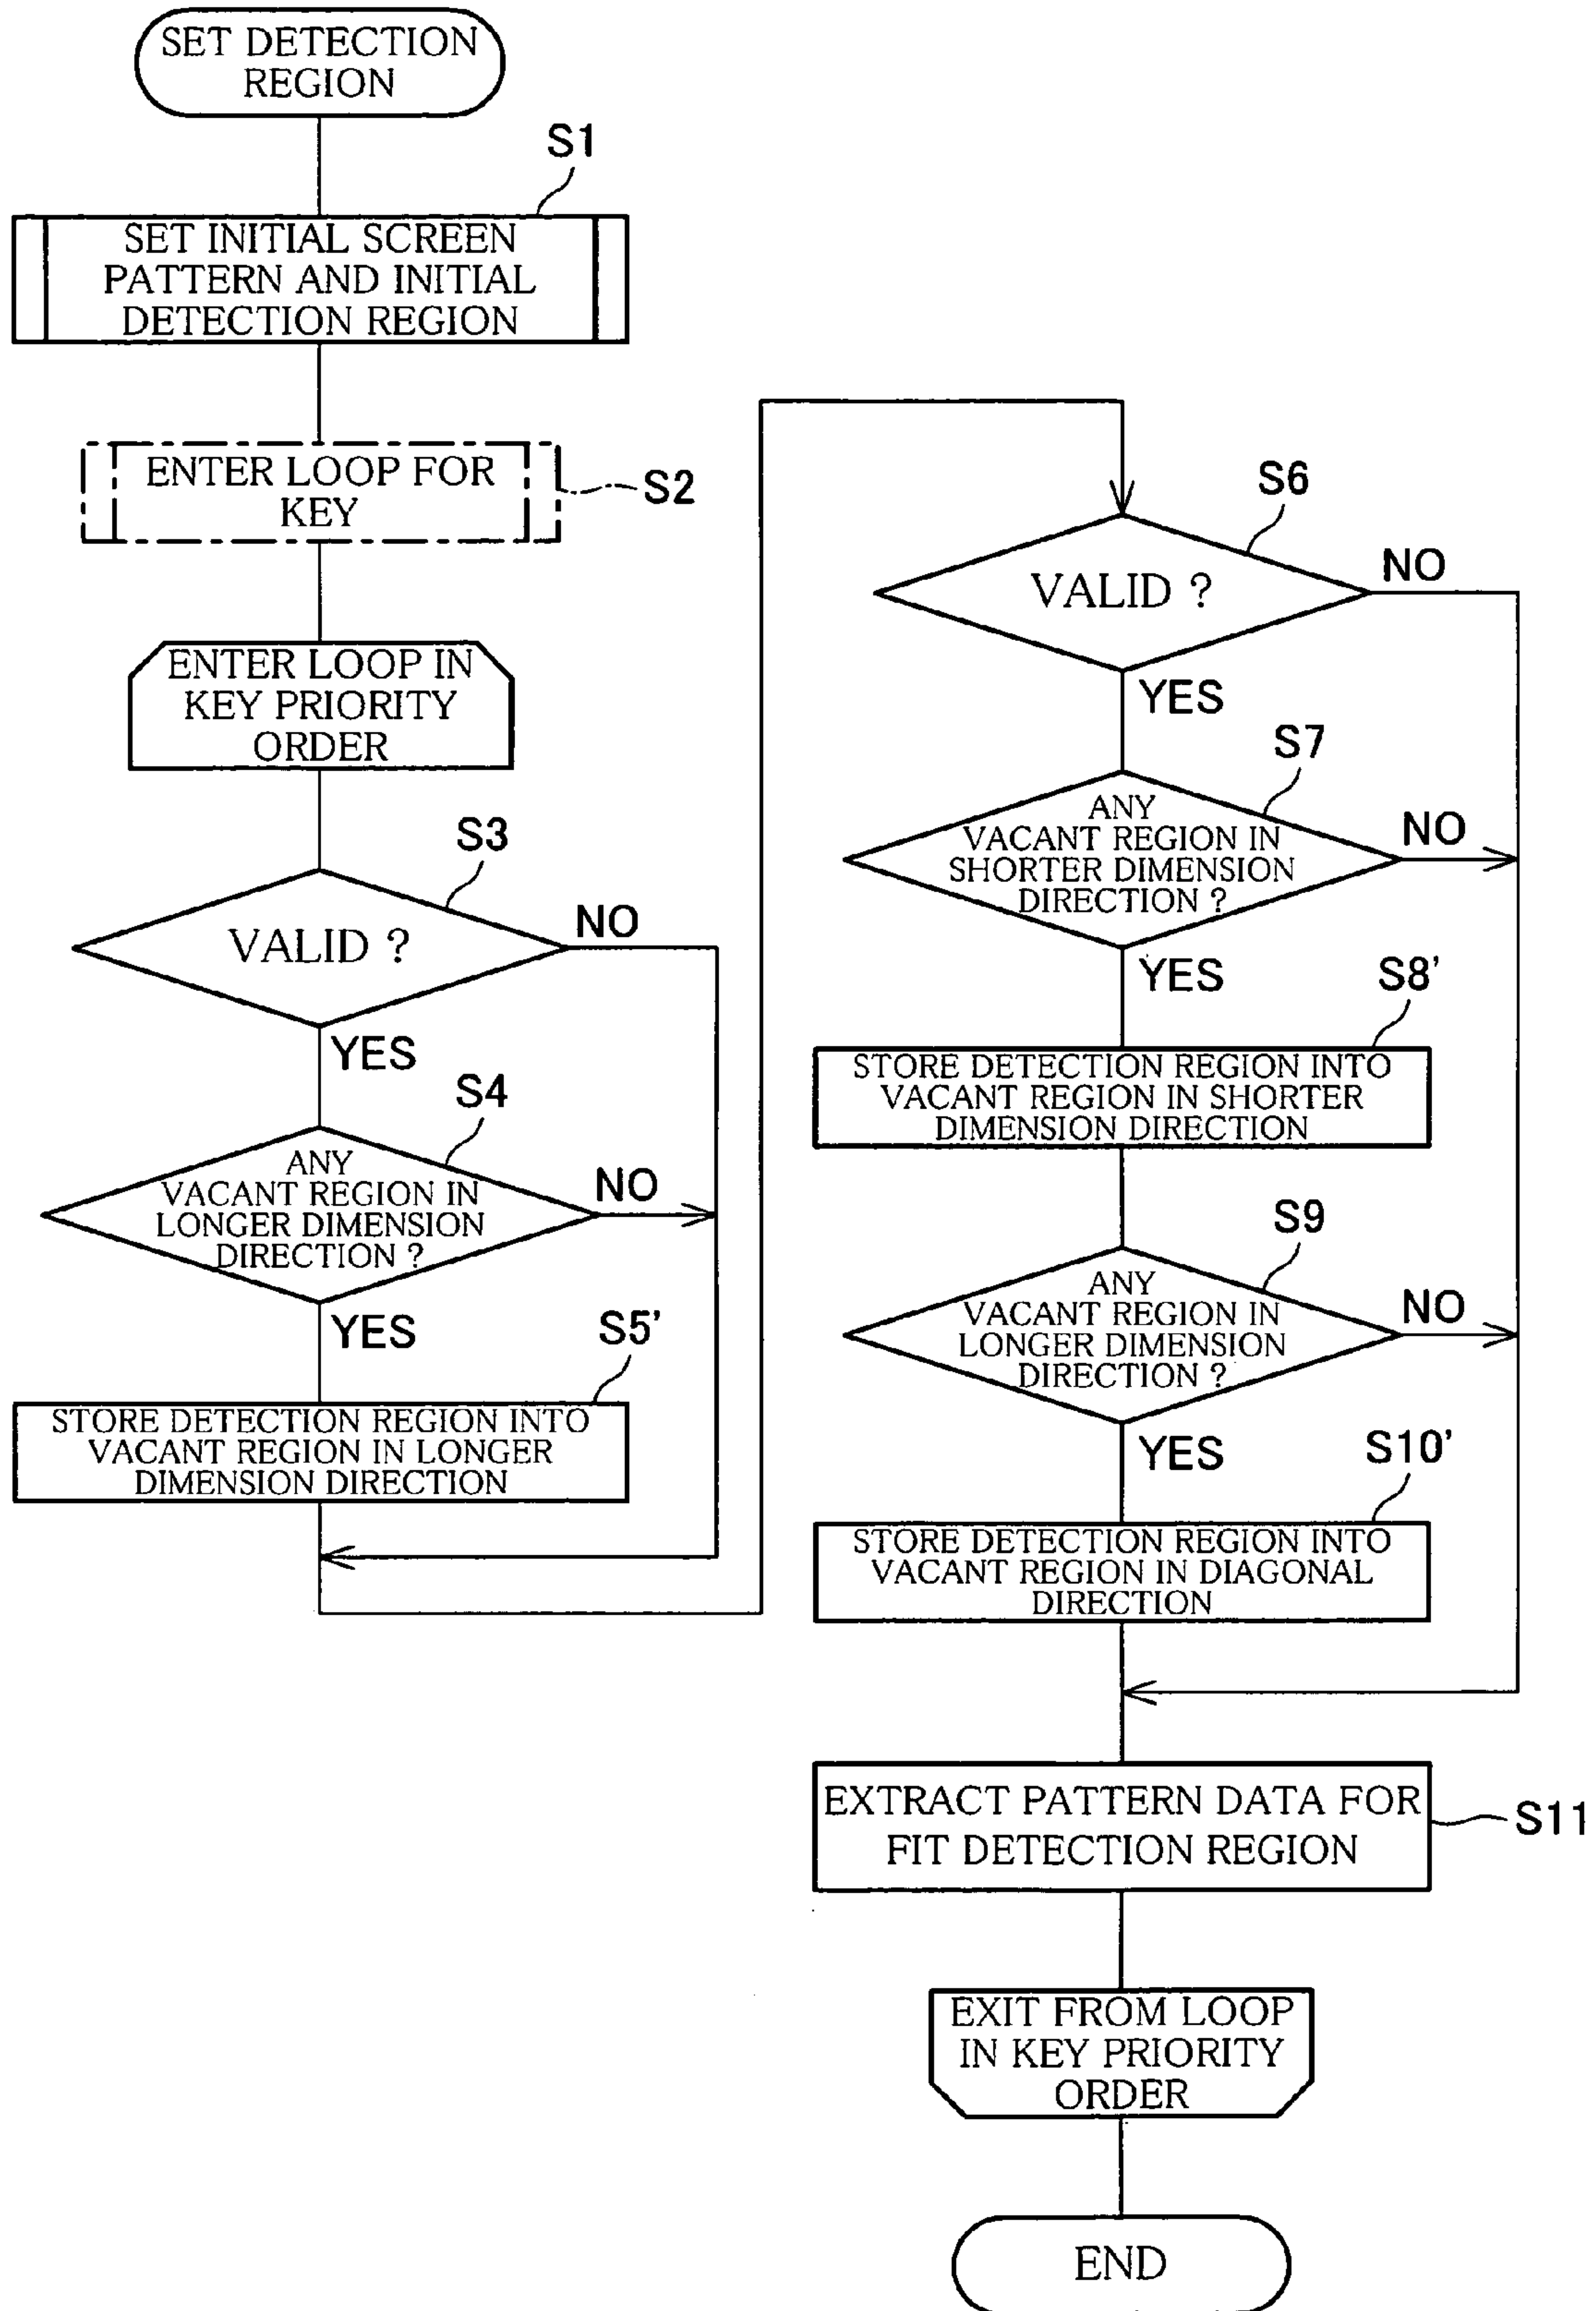 SET DETECTION
REGION
S1
SET INITIAL SCREEN
PATTERN AND INITIAL
DETECTION REGION
ENTER LOOP FOR
KEY
S2
ENTER LOOP IN
KEY PRIORITY
ORDER
S3
VALID ?
NO
YES
S4
ANY
VACANT REGION IN
LONGER DIMENSION
DIRECTION ?
NO
YES
S5'
STORE DETECTION REGION INTO
VACANT REGION IN LONGER
DIMENSION DIRECTION
S6
VALID ?
NO
YES
S7
ANY
VACANT REGION IN
SHORTER DIMENSION
DIRECTION ?
NO
YES
S8'
STORE DETECTION REGION INTO
VACANT REGION IN SHORTER
DIMENSION DIRECTION
S9
ANY
VACANT REGION IN
LONGER DIMENSION
DIRECTION ?
NO
YES
S10'
STORE DETECTION REGION INTO
VACANT REGION IN DIAGONAL
DIRECTION
EXTRACT PATTERN DATA FOR
FIT DETECTION REGION
S11
EXIT FROM LOOP
IN KEY PRIORITY
ORDER
END